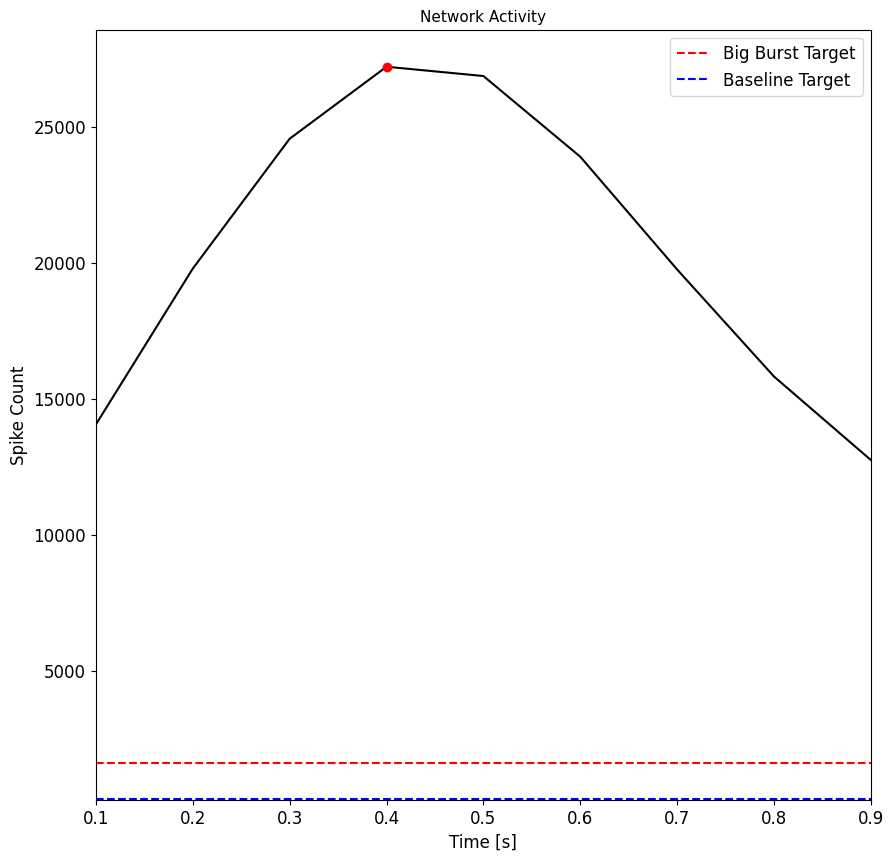 Network Activity
Big Burst Target
Baseline Target
Spike Count
25000
20000
15000
10000
5000
0.1 0.2 0.3 0.4 0.5 0.6 0.7 0.8 0.9
Time [s]